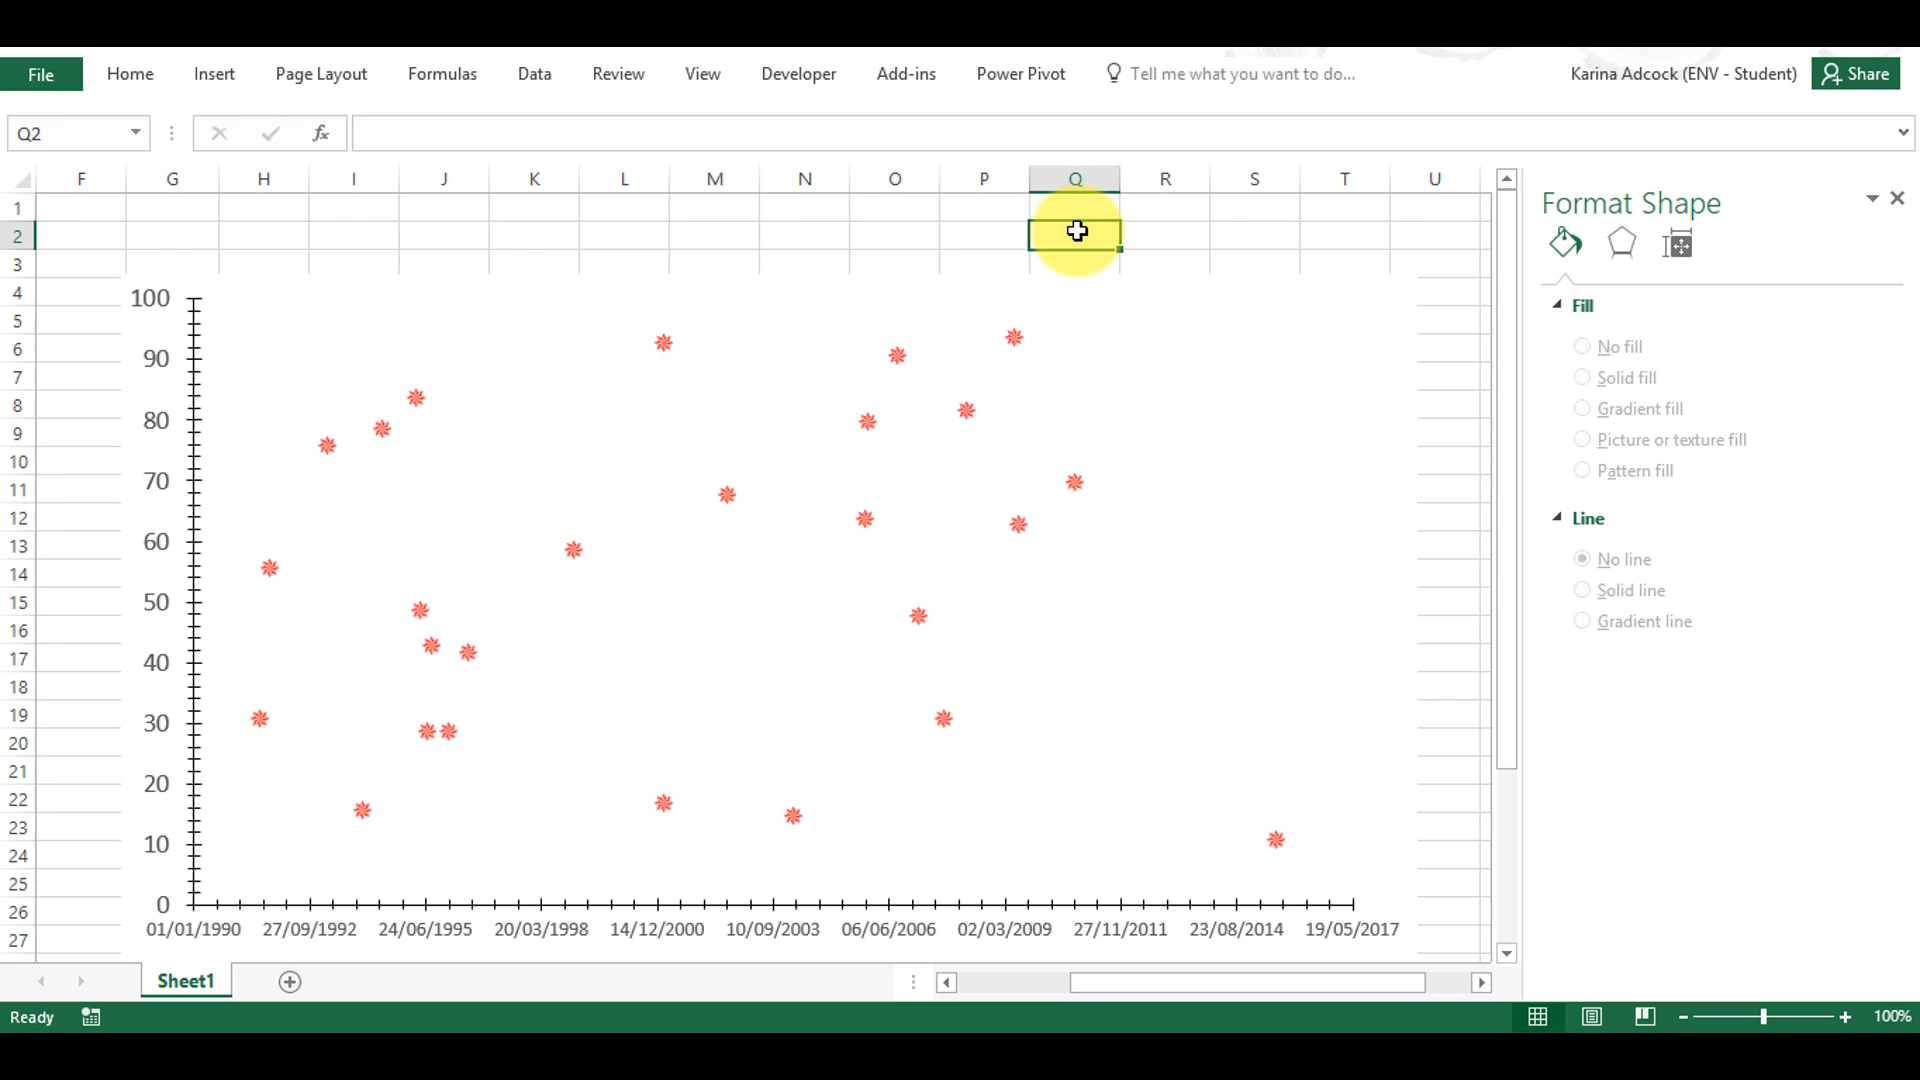 File Home Insert Page Layout Formulas Data Review View Developer Add-ins Power Pivot Tell me what you want to do... Karina Adcock (ENV - Student) Share
Q2 fx
F G H I J K L M N O P Q R S T U
1
2
3
4
5
6
7
8
9
10
11
12
13
14
15
16
17
18
19
20
21
22
23
24
25
26
27
100
90
80
70
60
50
40
30
20
10
0
01/01/1990 27/09/1992 24/06/1995 20/03/1998 14/12/2000 10/09/2003 06/06/2006 02/03/2009 27/11/2011 23/08/2014 19/05/2017
Format Shape
Fill
No fill
Solid fill
Gradient fill
Picture or texture fill
Pattern fill
Line
No line
Solid line
Gradient line
Sheet1
Ready 100%